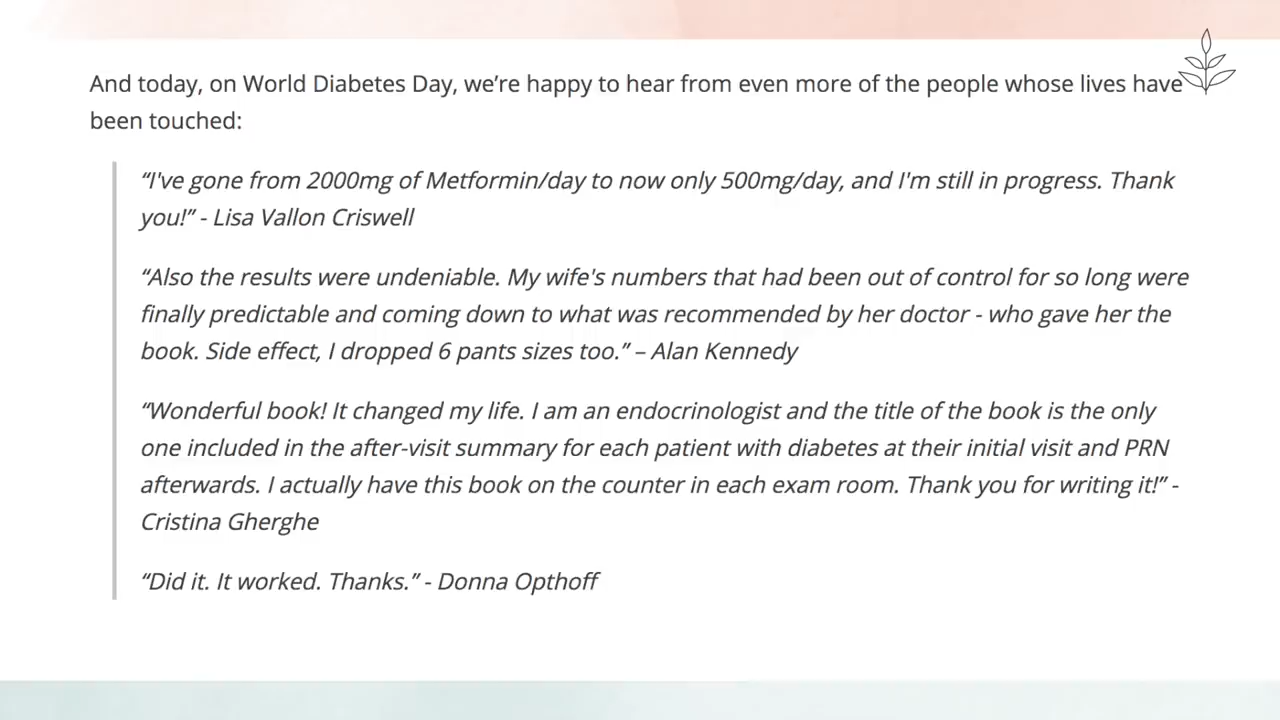 And today, on World Diabetes Day, we’re happy to hear from even more of the people whose lives have
been touched:
“I've gone from 2000mg of Metformin/day to now only 500mg/day, and I'm still in progress. Thank
you!” - Lisa Vallon Criswell
“Also the results were undeniable. My wife's numbers that had been out of control for so long were
finally predictable and coming down to what was recommended by her doctor - who gave her the
book. Side effect, I dropped 6 pants sizes too.” – Alan Kennedy
“Wonderful book! It changed my life. I am an endocrinologist and the title of the book is the only
one included in the after-visit summary for each patient with diabetes at their initial visit and PRN
afterwards. I actually have this book on the counter in each exam room. Thank you for writing it!” -
Cristina Gherghe
“Did it. It worked. Thanks.” - Donna Opthoff